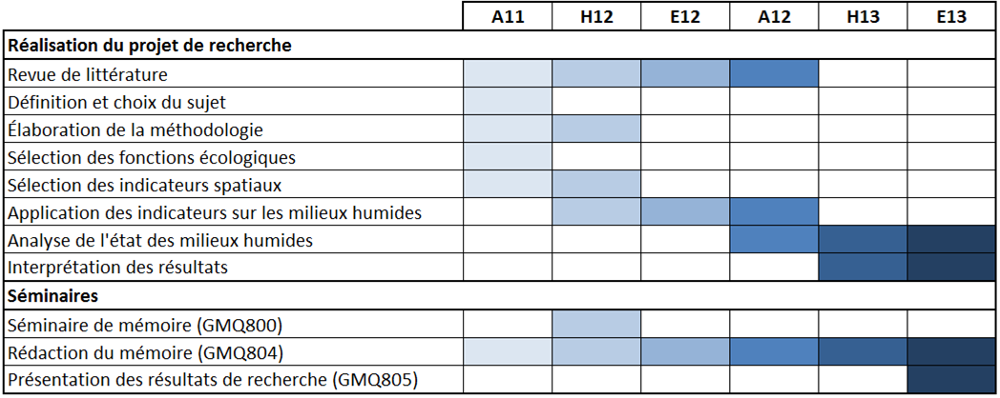 A11 H12 E12 A12 H13 E13
Réalisation du projet de recherche
Revue de littérature
Définition et choix du sujet
Élaboration de la méthodologie
Sélection des fonctions écologiques
Sélection des indicateurs spatiaux
Application des indicateurs sur les milieux humides
Analyse de l'état des milieux humides
Interprétation des résultats
Séminaires
Séminaire de mémoire (GMQ800)
Rédaction du mémoire (GMQ804)
Présentation des résultats de recherche (GMQ805)